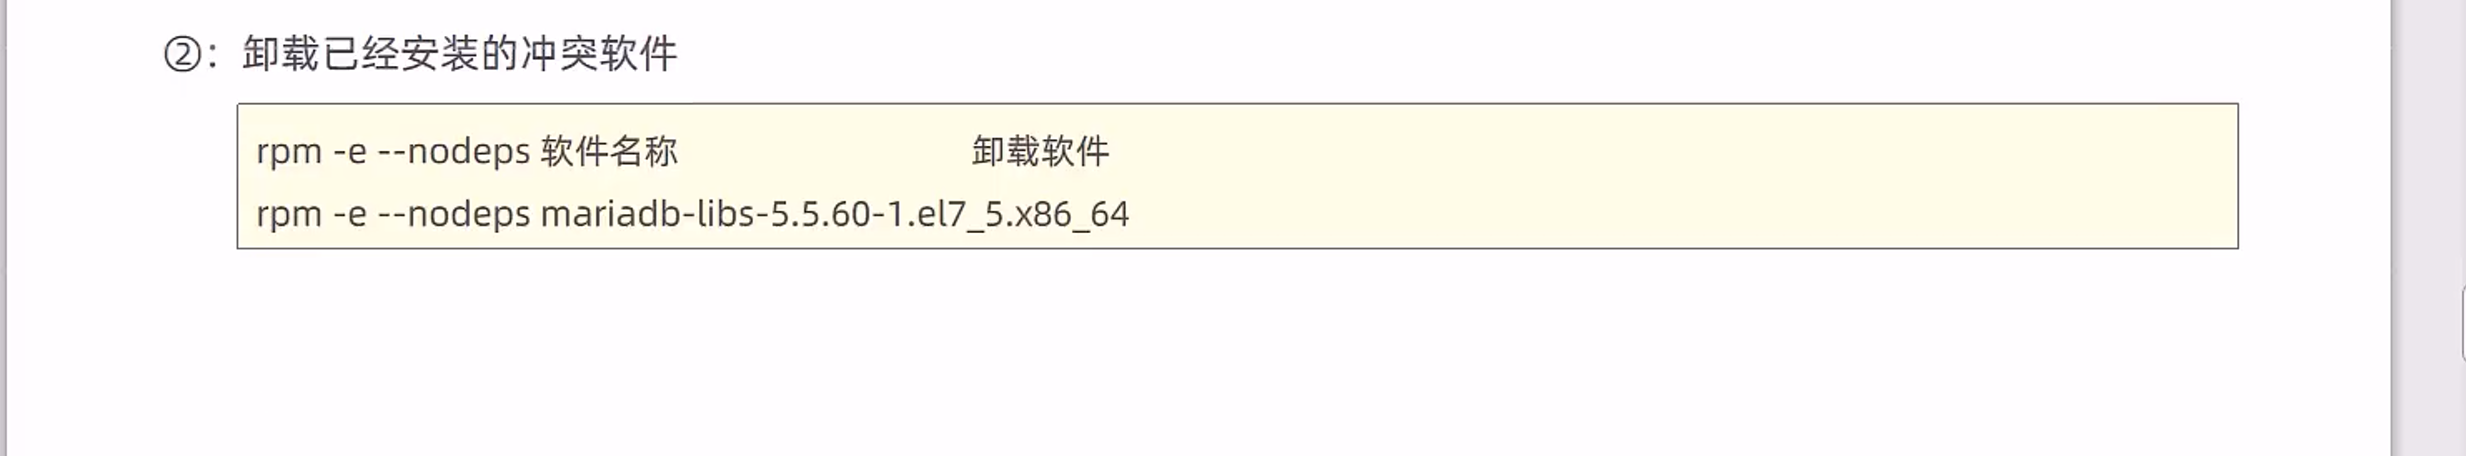 ②：卸载已经安装的冲突软件
rpm -e --nodeps 软件名称 卸载软件
rpm -e --nodeps mariadb-libs-5.5.60-1.el7_5.x86_64